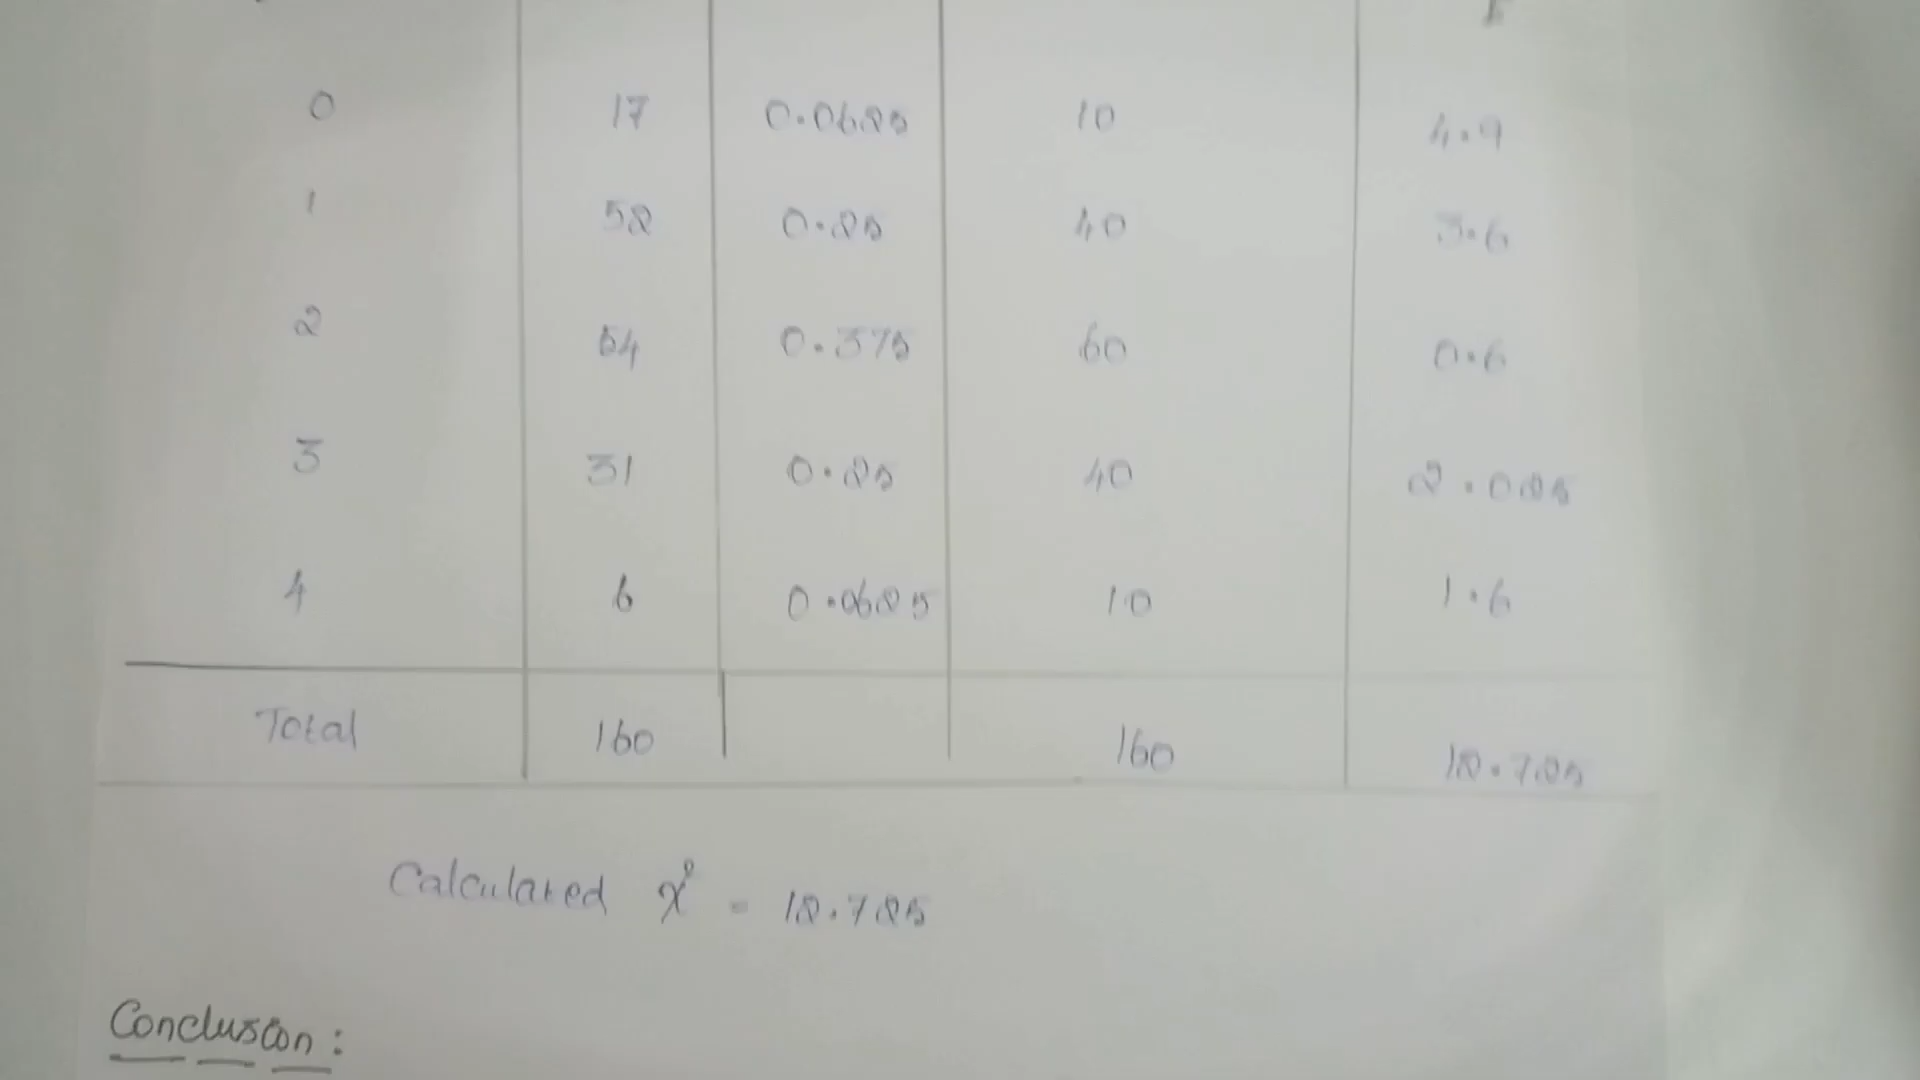 0 17 0.0625 10 4.9
1 52 0.25 40 3.6
2 54 0.375 60 0.6
3 31 0.25 40 2.025
4 6 0.0625 10 1.6
Total 160 160 12.725
Calculated χ² = 12.725
Conclusion: